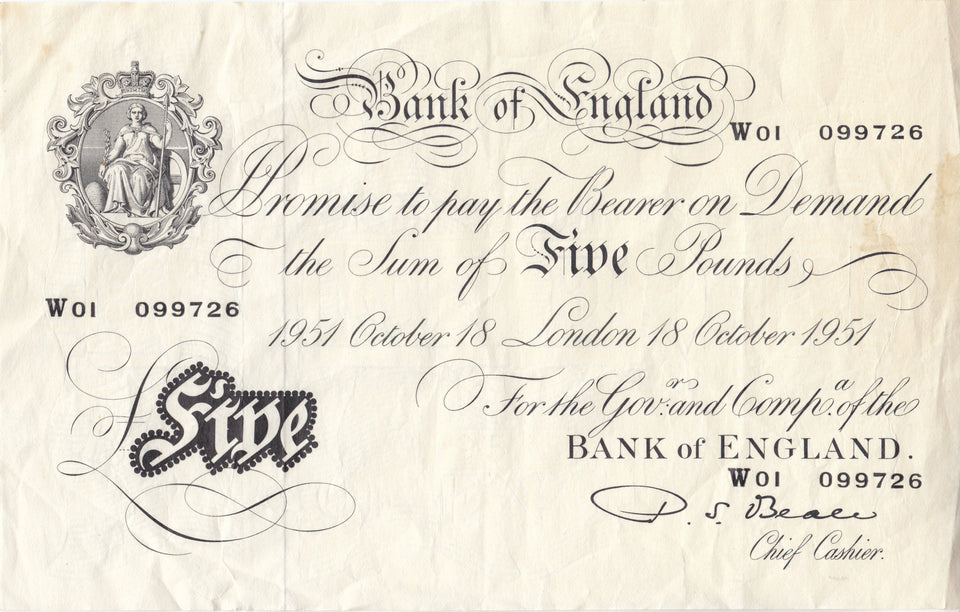 Bank of England
W01 099726
I Promise to pay the Bearer on Demand
the Sum of Five Pounds
W01 099726
1951 October 18 London 18 October 1951
For the Gov.r and Comp.a of the
BANK of ENGLAND.
£ Five
W01 099726
P. S. Beale
Chief Cashier.